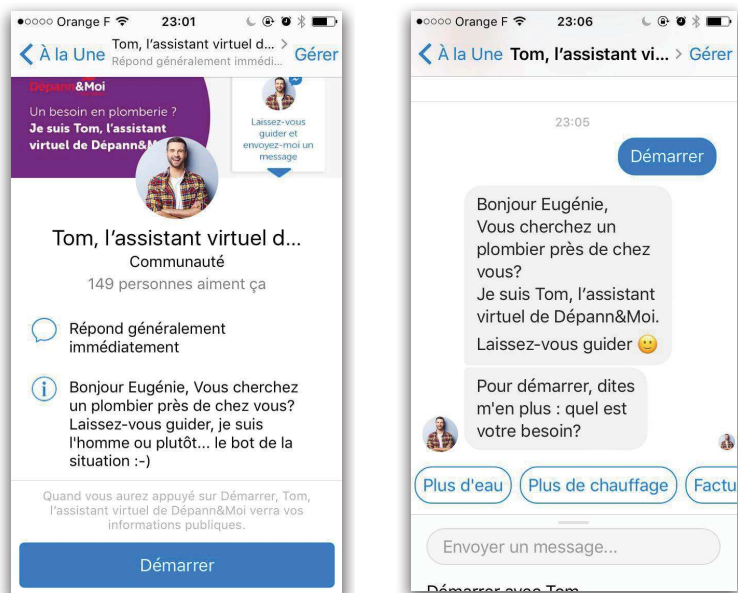 Orange F 23:01
À la Une Tom, l'assistant virtuel d... > Gérer
Répond généralement immédi...
Dépann&Moi
Un besoin en plomberie ?
Je suis Tom, l'assistant
virtuel de Dépann&M
Laissez-vous
guider et
envoyez-moi un
message
Tom, l'assistant virtuel d...
Communauté
149 personnes aiment ça
Répond généralement
immédiatement
Bonjour Eugénie, Vous cherchez
un plombier près de chez vous?
Laissez-vous guider, je suis
l'homme ou plutôt... le bot de la
situation :-)
Quand vous aurez appuyé sur Démarrer, Tom,
l'assistant virtuel de Dépann&Moi verra vos
informations publiques.
Démarrer
Orange F 23:06
À la Une Tom, l'assistant vi... > Gérer
23:05
Démarrer
Bonjour Eugénie,
Vous cherchez un
plombier près de chez
vous?
Je suis Tom, l'assistant
virtuel de Dépann&Moi.
Laissez-vous guider 🙂
Pour démarrer, dites
m'en plus : quel est
votre besoin?
Plus d'eau Plus de chauffage Factu
Envoyer un message...
Démarrer avec Tom